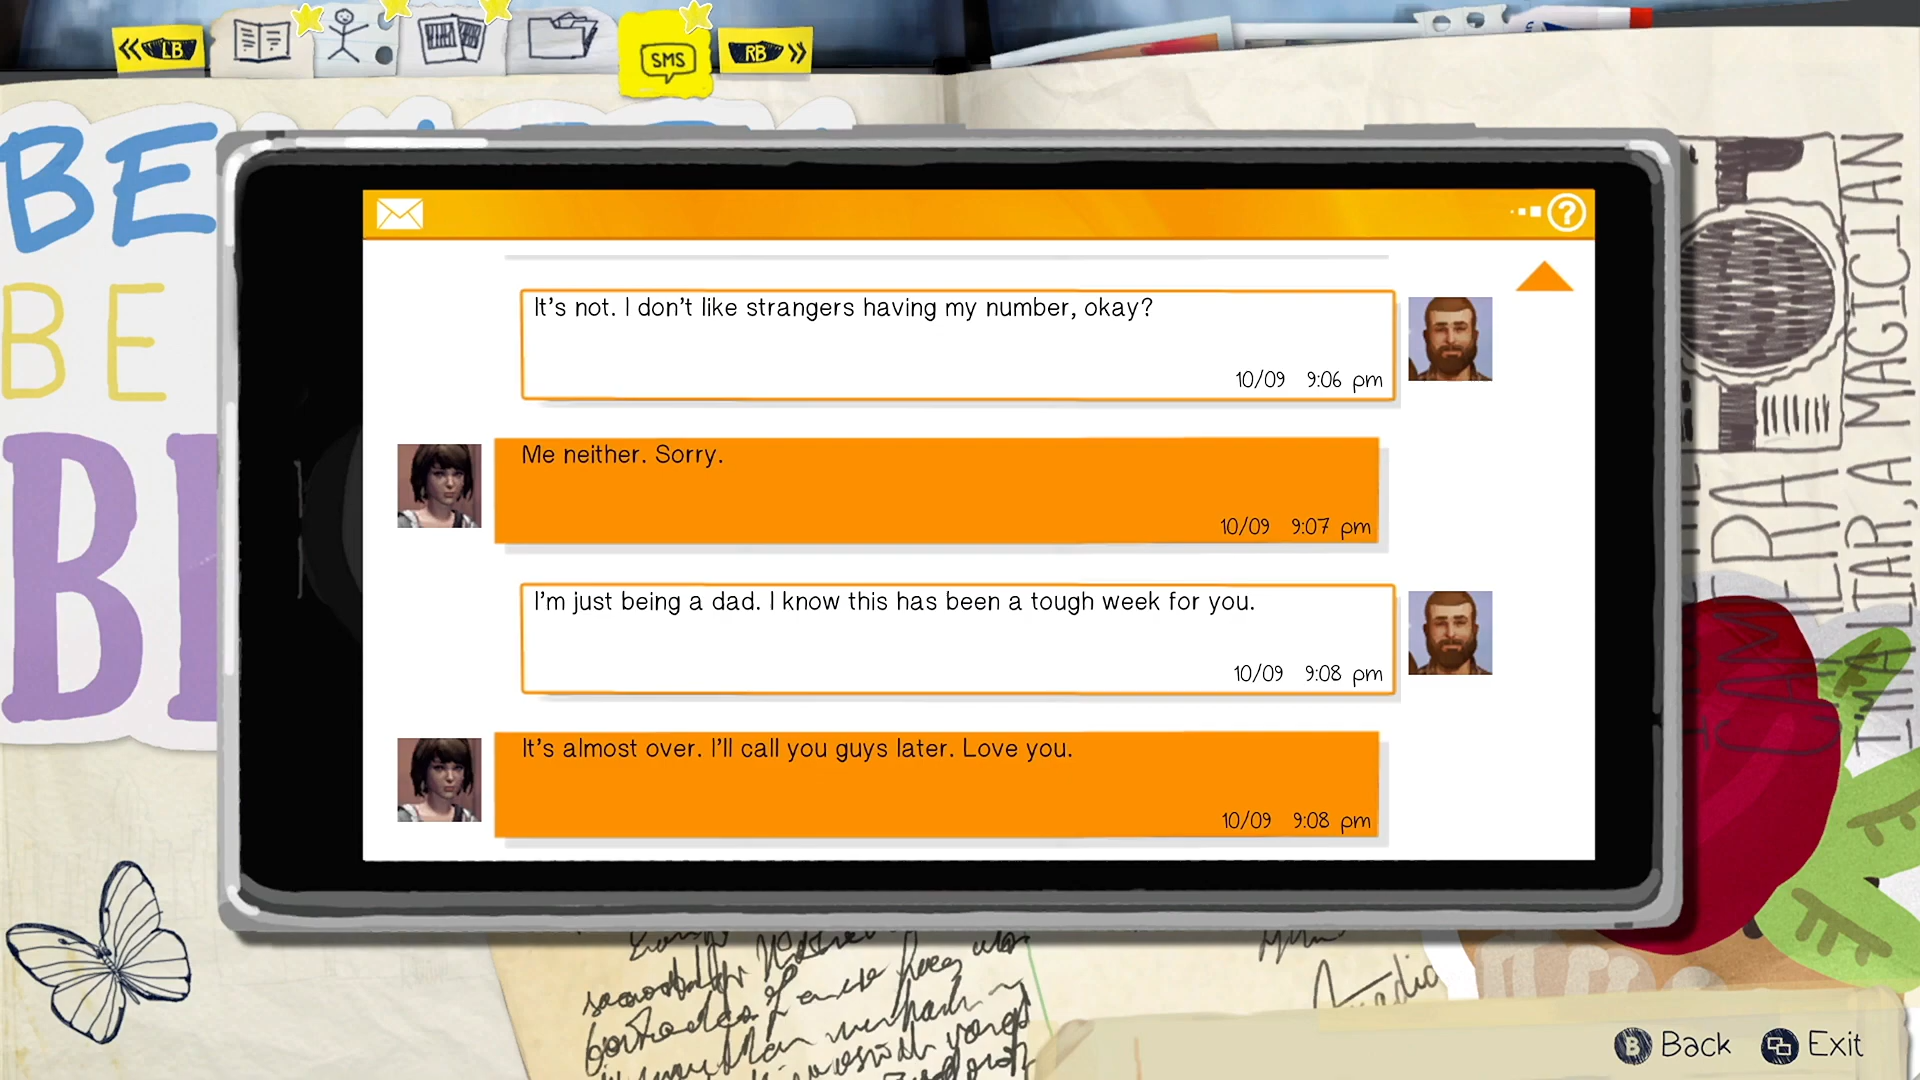 LB
SMS
RB
BE
BE
It's not. I don't like strangers having my number, okay?
10/09 9:06 pm
Me neither. Sorry.
10/09 9:07 pm
I'm just being a dad. I know this has been a tough week for you.
10/09 9:08 pm
It's almost over. I'll call you guys later. Love you.
10/09 9:08 pm
CAMERA
IM A LIAR, A MAGICIAN
B Back
Exit